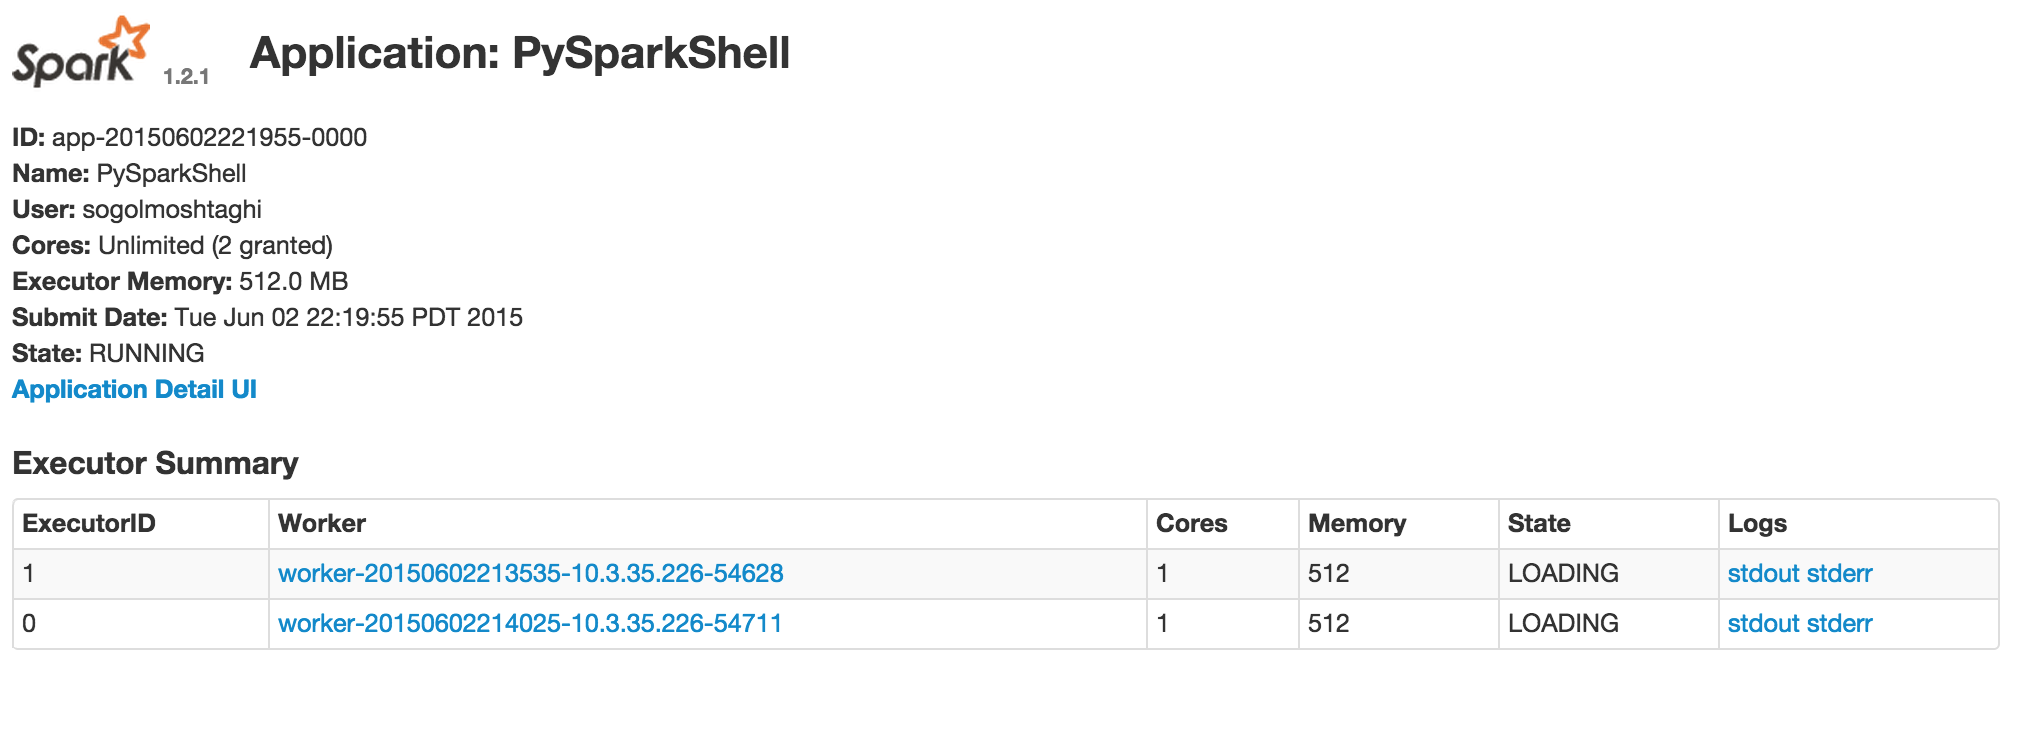 Spark 1.2.1 Application: PySparkShell
ID: app-20150602221955-0000
Name: PySparkShell
User: sogolmoshtaghi
Cores: Unlimited (2 granted)
Executor Memory: 512.0 MB
Submit Date: Tue Jun 02 22:19:55 PDT 2015
State: RUNNING
Application Detail UI
Executor Summary
ExecutorID Worker Cores Memory State Logs
1 worker-20150602213535-10.3.35.226-54628 1 512 LOADING stdout stderr
0 worker-20150602214025-10.3.35.226-54711 1 512 LOADING stdout stderr